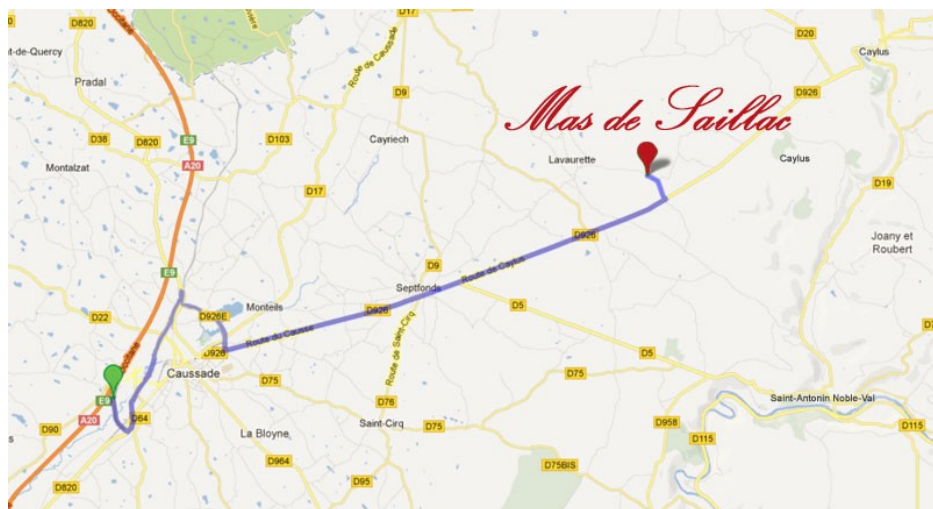 D17
D820
D20
nt-de-Quercy
Caylus
Route de Caussade
Pradal
D9
D926
Mas de Saillac
E9
D38
D820
D103
Cayriech
A20
Lavaurette
Caylus
Montalzat
D17
D19
D926
Joany et
Roubert
D9
E9
Route de Caylus
Septfonds
Monteils
D926
D5
D22
D926E
Route du Causse
D926
Route de Saint-Cirq
D5
Caussade
D75
D75
E9
D76
Saint-Antonin Noble-Val
A20
D64
Saint-Cirq
D75
D958
D115
D90
La Bloyne
D115
D964
D75BIS
D820
D95